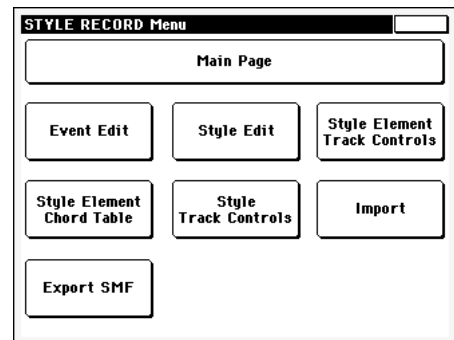 STYLE RECORD Menu
Main Page
Event Edit
Style Edit
Style Element
Track Controls
Style Element
Chord Table
Style
Track Controls
Import
Export SMF